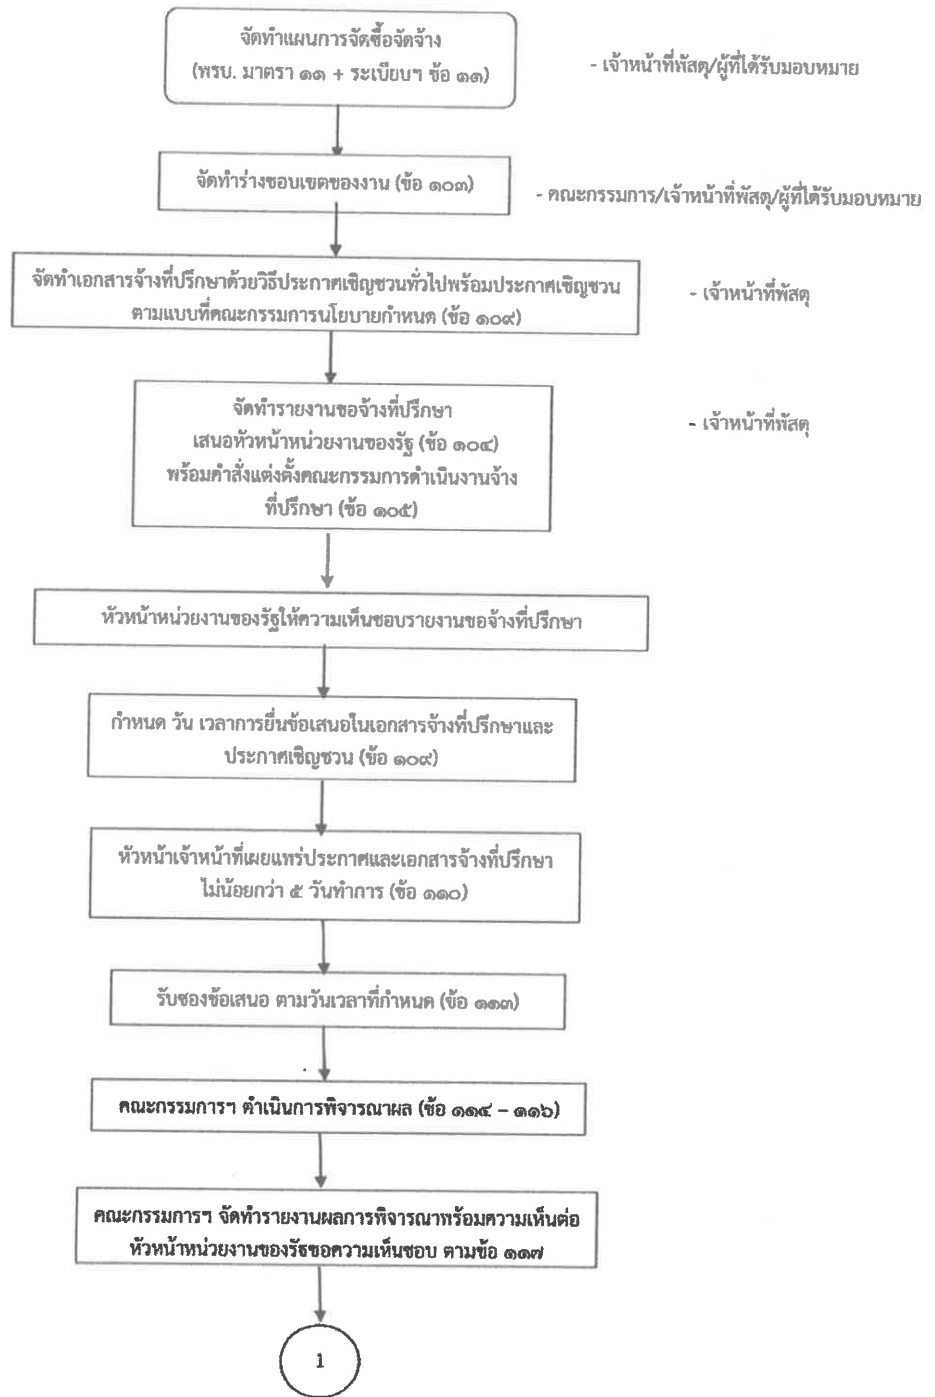 จัดทำแผนการจัดซื้อจัดจ้าง
(พรบ. มาตรา ๑๑ + ระเบียบฯ ข้อ ๑๑)
- เจ้าหน้าที่พัสดุ/ผู้ที่ได้รับมอบหมาย
จัดทำร่างขอบเขตของงาน (ข้อ ๑๐๓)
- คณะกรรมการ/เจ้าหน้าที่พัสดุ/ผู้ที่ได้รับมอบหมาย
จัดทำเอกสารจ้างที่ปรึกษาด้วยวิธีประกาศเชิญชวนทั่วไปพร้อมประกาศเชิญชวน
ตามแบบที่คณะกรรมการนโยบายกำหนด (ข้อ ๑๐๙)
- เจ้าหน้าที่พัสดุ
จัดทำรายงานขอจ้างที่ปรึกษา
เสนอหัวหน้าหน่วยงานของรัฐ (ข้อ ๑๐๔)
พร้อมคำสั่งแต่งตั้งคณะกรรมการดำเนินงานจ้าง
ที่ปรึกษา (ข้อ ๑๐๕)
- เจ้าหน้าที่พัสดุ
หัวหน้าหน่วยงานของรัฐให้ความเห็นชอบรายงานขอจ้างที่ปรึกษา
กำหนด วัน เวลาการยื่นข้อเสนอในเอกสารจ้างที่ปรึกษาและ
ประกาศเชิญชวน (ข้อ ๑๐๙)
หัวหน้าเจ้าหน้าที่เผยแพร่ประกาศและเอกสารจ้างที่ปรึกษา
ไม่น้อยกว่า ๕ วันทำการ (ข้อ ๑๑๐)
รับซองข้อเสนอ ตามวันเวลาที่กำหนด (ข้อ ๑๑๓)
คณะกรรมการฯ ดำเนินการพิจารณาผล (ข้อ ๑๑๔ – ๑๑๖)
คณะกรรมการฯ จัดทำรายงานผลการพิจารณาพร้อมความเห็นต่อ
หัวหน้าหน่วยงานของรัฐขอความเห็นชอบ ตามข้อ ๑๑๗
1